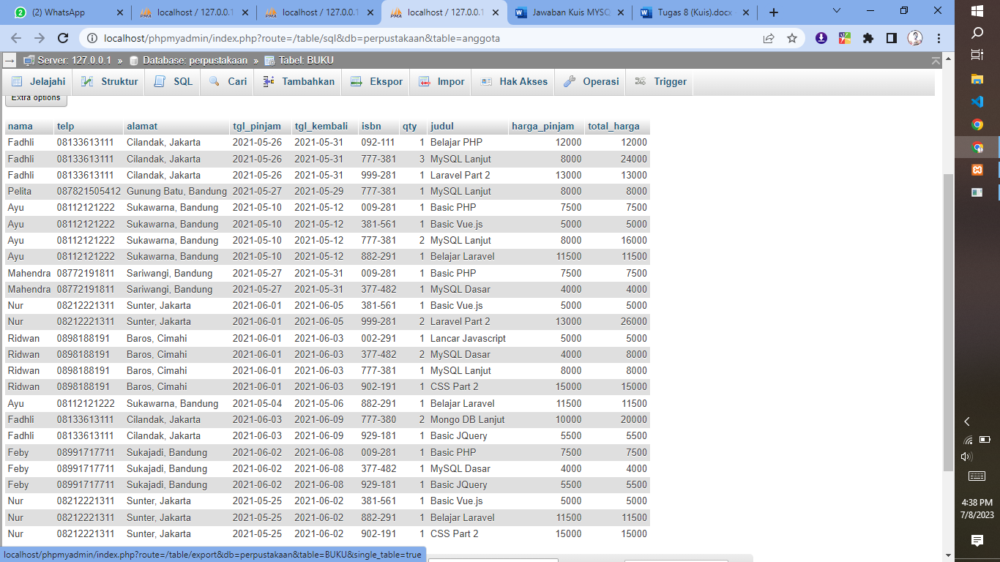 (2) WhatsApp
localhost / 127.0.0.1
localhost / 127.0.0.1
localhost / 127.0.0.1
Jawaban Kuis MYSQ
Tugas 8 (Kuis).docx
localhost/phpmyadmin/index.php?route=/table/sql&db=perpustakaan&table=anggota
Server: 127.0.0.1 » Database: perpustakaan » Tabel: BUKU
Jelajahi Struktur SQL Cari Tambahkan Ekspor Impor Hak Akses Operasi Trigger
Extra options
nama telp alamat tgl_pinjam tgl_kembali isbn qty judul harga_pinjam total_harga
Fadhli 08133613111 Cilandak, Jakarta 2021-05-26 2021-05-31 092-111 1 Belajar PHP 12000 12000
Fadhli 08133613111 Cilandak, Jakarta 2021-05-26 2021-05-31 777-381 3 MySQL Lanjut 8000 24000
Fadhli 08133613111 Cilandak, Jakarta 2021-05-26 2021-05-31 999-281 1 Laravel Part 2 13000 13000
Pelita 087821505412 Gunung Batu, Bandung 2021-05-27 2021-05-29 777-381 1 MySQL Lanjut 8000 8000
Ayu 08112121222 Sukawarna, Bandung 2021-05-10 2021-05-12 009-281 1 Basic PHP 7500 7500
Ayu 08112121222 Sukawarna, Bandung 2021-05-10 2021-05-12 381-561 1 Basic Vue.js 5000 5000
Ayu 08112121222 Sukawarna, Bandung 2021-05-10 2021-05-12 777-381 2 MySQL Lanjut 8000 16000
Ayu 08112121222 Sukawarna, Bandung 2021-05-10 2021-05-12 882-291 1 Belajar Laravel 11500 11500
Mahendra 08772191811 Sariwangi, Bandung 2021-05-27 2021-05-31 009-281 1 Basic PHP 7500 7500
Mahendra 08772191811 Sariwangi, Bandung 2021-05-27 2021-05-31 377-482 1 MySQL Dasar 4000 4000
Nur 08212221311 Sunter, Jakarta 2021-06-01 2021-06-05 381-561 1 Basic Vue.js 5000 5000
Nur 08212221311 Sunter, Jakarta 2021-06-01 2021-06-05 999-281 2 Laravel Part 2 13000 26000
Ridwan 0898188191 Baros, Cimahi 2021-06-01 2021-06-03 002-291 1 Lancar Javascript 5000 5000
Ridwan 0898188191 Baros, Cimahi 2021-06-01 2021-06-03 377-482 2 MySQL Dasar 4000 8000
Ridwan 0898188191 Baros, Cimahi 2021-06-01 2021-06-03 777-381 1 MySQL Lanjut 8000 8000
Ridwan 0898188191 Baros, Cimahi 2021-06-01 2021-06-03 902-191 1 CSS Part 2 15000 15000
Ayu 08112121222 Sukawarna, Bandung 2021-05-04 2021-05-06 882-291 1 Belajar Laravel 11500 11500
Fadhli 08133613111 Cilandak, Jakarta 2021-06-03 2021-06-09 777-380 2 Mongo DB Lanjut 10000 20000
Fadhli 08133613111 Cilandak, Jakarta 2021-06-03 2021-06-09 929-181 1 Basic JQuery 5500 5500
Feby 08991717711 Sukajadi, Bandung 2021-06-02 2021-06-08 009-281 1 Basic PHP 7500 7500
Feby 08991717711 Sukajadi, Bandung 2021-06-02 2021-06-08 377-482 1 MySQL Dasar 4000 4000
Feby 08991717711 Sukajadi, Bandung 2021-06-02 2021-06-08 929-181 1 Basic JQuery 5500 5500
Nur 08212221311 Sunter, Jakarta 2021-05-25 2021-06-02 381-561 1 Basic Vue.js 5000 5000
Nur 08212221311 Sunter, Jakarta 2021-05-25 2021-06-02 882-291 1 Belajar Laravel 11500 11500
Nur 08212221311 Sunter, Jakarta 2021-05-25 2021-06-02 902-191 1 CSS Part 2 15000 15000
localhost/phpmyadmin/index.php?route=/table/export&db=perpustakaan&table=BUKU&single_table=true
4:38 PM
7/8/2023